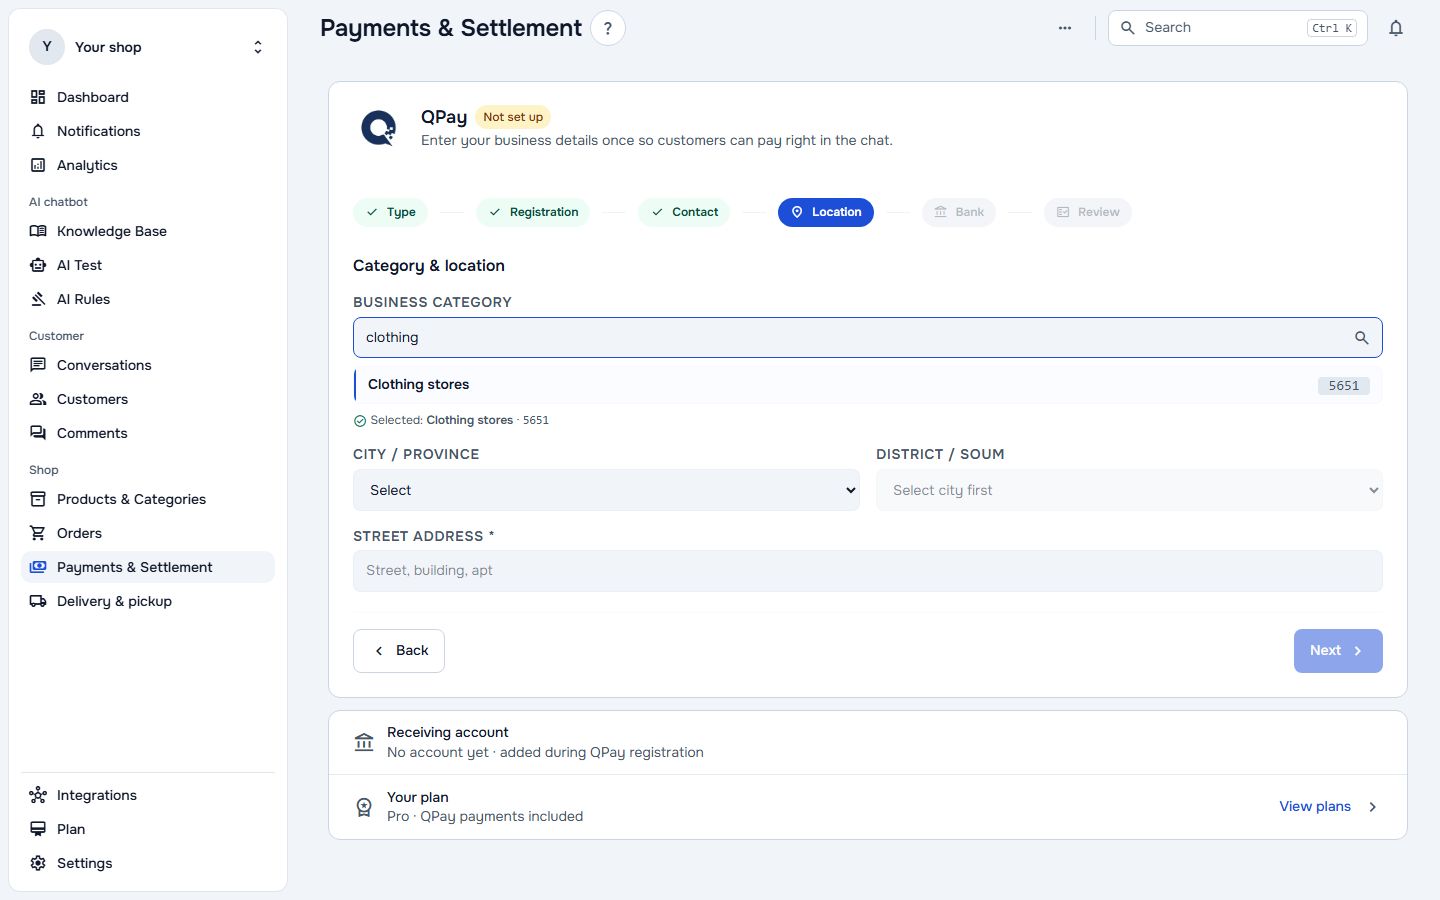 Y Your shop
Dashboard
Notifications
Analytics
AI chatbot
Knowledge Base
AI Test
AI Rules
Customer
Conversations
Customers
Comments
Shop
Products & Categories
Orders
Payments & Settlement
Delivery & pickup
Integrations
Plan
Settings
Payments & Settlement ?
Search Ctrl K
QPay Not set up
Enter your business details once so customers can pay right in the chat.
Type Registration Contact Location Bank Review
Category & location
BUSINESS CATEGORY
clothing
Clothing stores 5651
Selected: Clothing stores · 5651
CITY / PROVINCE DISTRICT / SOUM
Select Select city first
STREET ADDRESS *
Street, building, apt
Back Next
Receiving account
No account yet · added during QPay registration
Your plan
Pro · QPay payments included
View plans